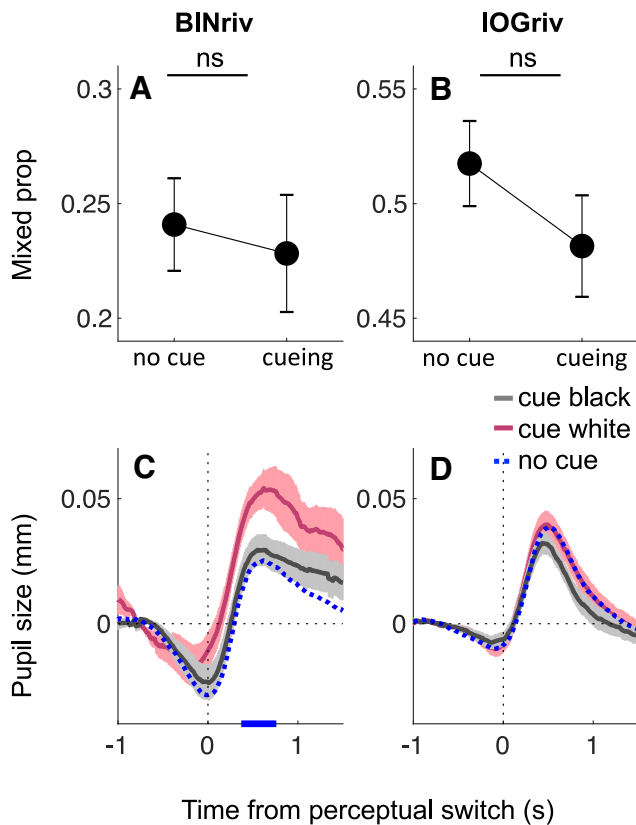 BINriv
IOGriv
A
ns
B
ns
0.3
0.25
0.2
0.55
0.5
0.45
Mixed prop
no cue
cueing
no cue
cueing
cue black
cue white
no cue
C
D
0.05
0
0.05
0
Pupil size (mm)
-1
0
1
-1
0
1
Time from perceptual switch (s)